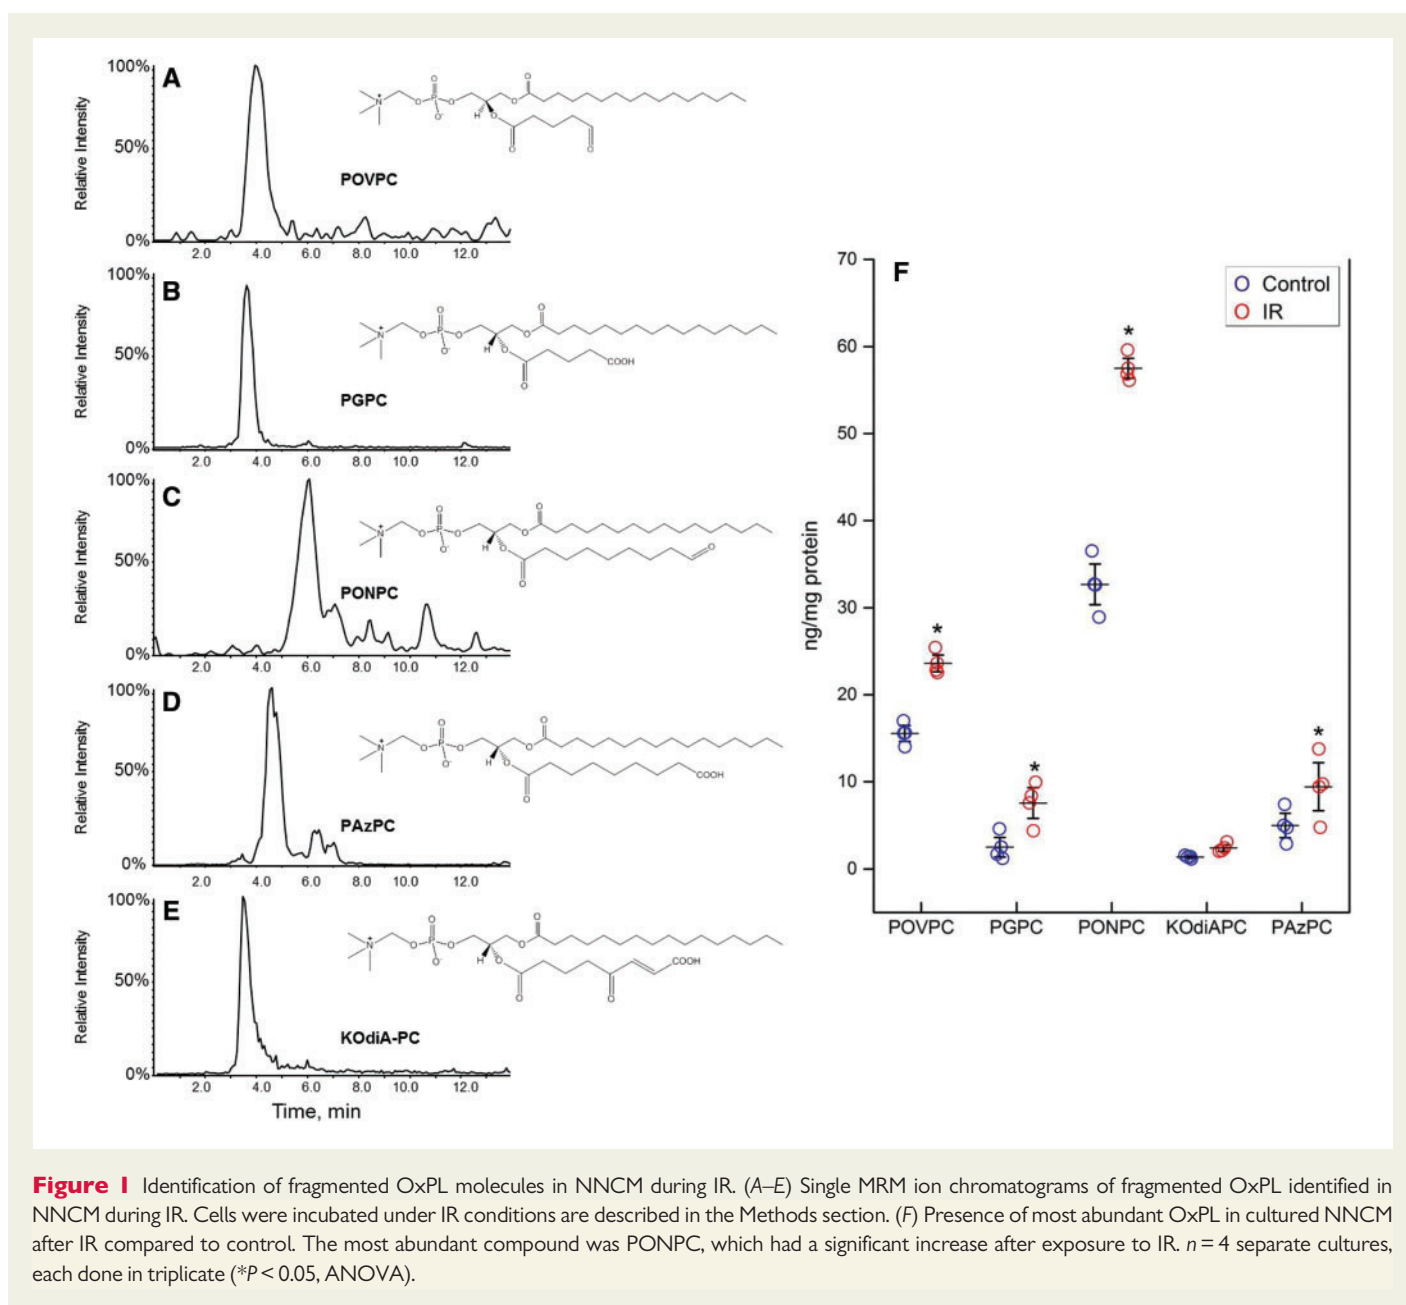 A
100%
50%
0%
Relative Intensity
POVPC
2.0 4.0 6.0 8.0 10.0 12.0
B
100%
50%
0%
Relative Intensity
COOH
PGPC
2.0 4.0 6.0 8.0 10.0 12.0
C
100%
50%
0%
Relative Intensity
PONPC
2.0 4.0 6.0 8.0 10.0 12.0
D
100%
50%
0%
Relative Intensity
COOH
PAzPC
2.0 4.0 6.0 8.0 10.0 12.0
E
100%
50%
0%
Relative Intensity
COOH
KOdiA-PC
2.0 4.0 6.0 8.0 10.0 12.0
Time, min
F
Control
IR
70
60
50
40
30
20
10
0
ng/mg protein
* * * *
POVPC PGPC PONPC KOdiAPC PAzPC
Figure 1 Identification of fragmented OxPL molecules in NNCM during IR. (A–E) Single MRM ion chromatograms of fragmented OxPL identified in
NNCM during IR. Cells were incubated under IR conditions are described in the Methods section. (F) Presence of most abundant OxPL in cultured NNCM
after IR compared to control. The most abundant compound was PONPC, which had a significant increase after exposure to IR. n = 4 separate cultures,
each done in triplicate (*P < 0.05, ANOVA).